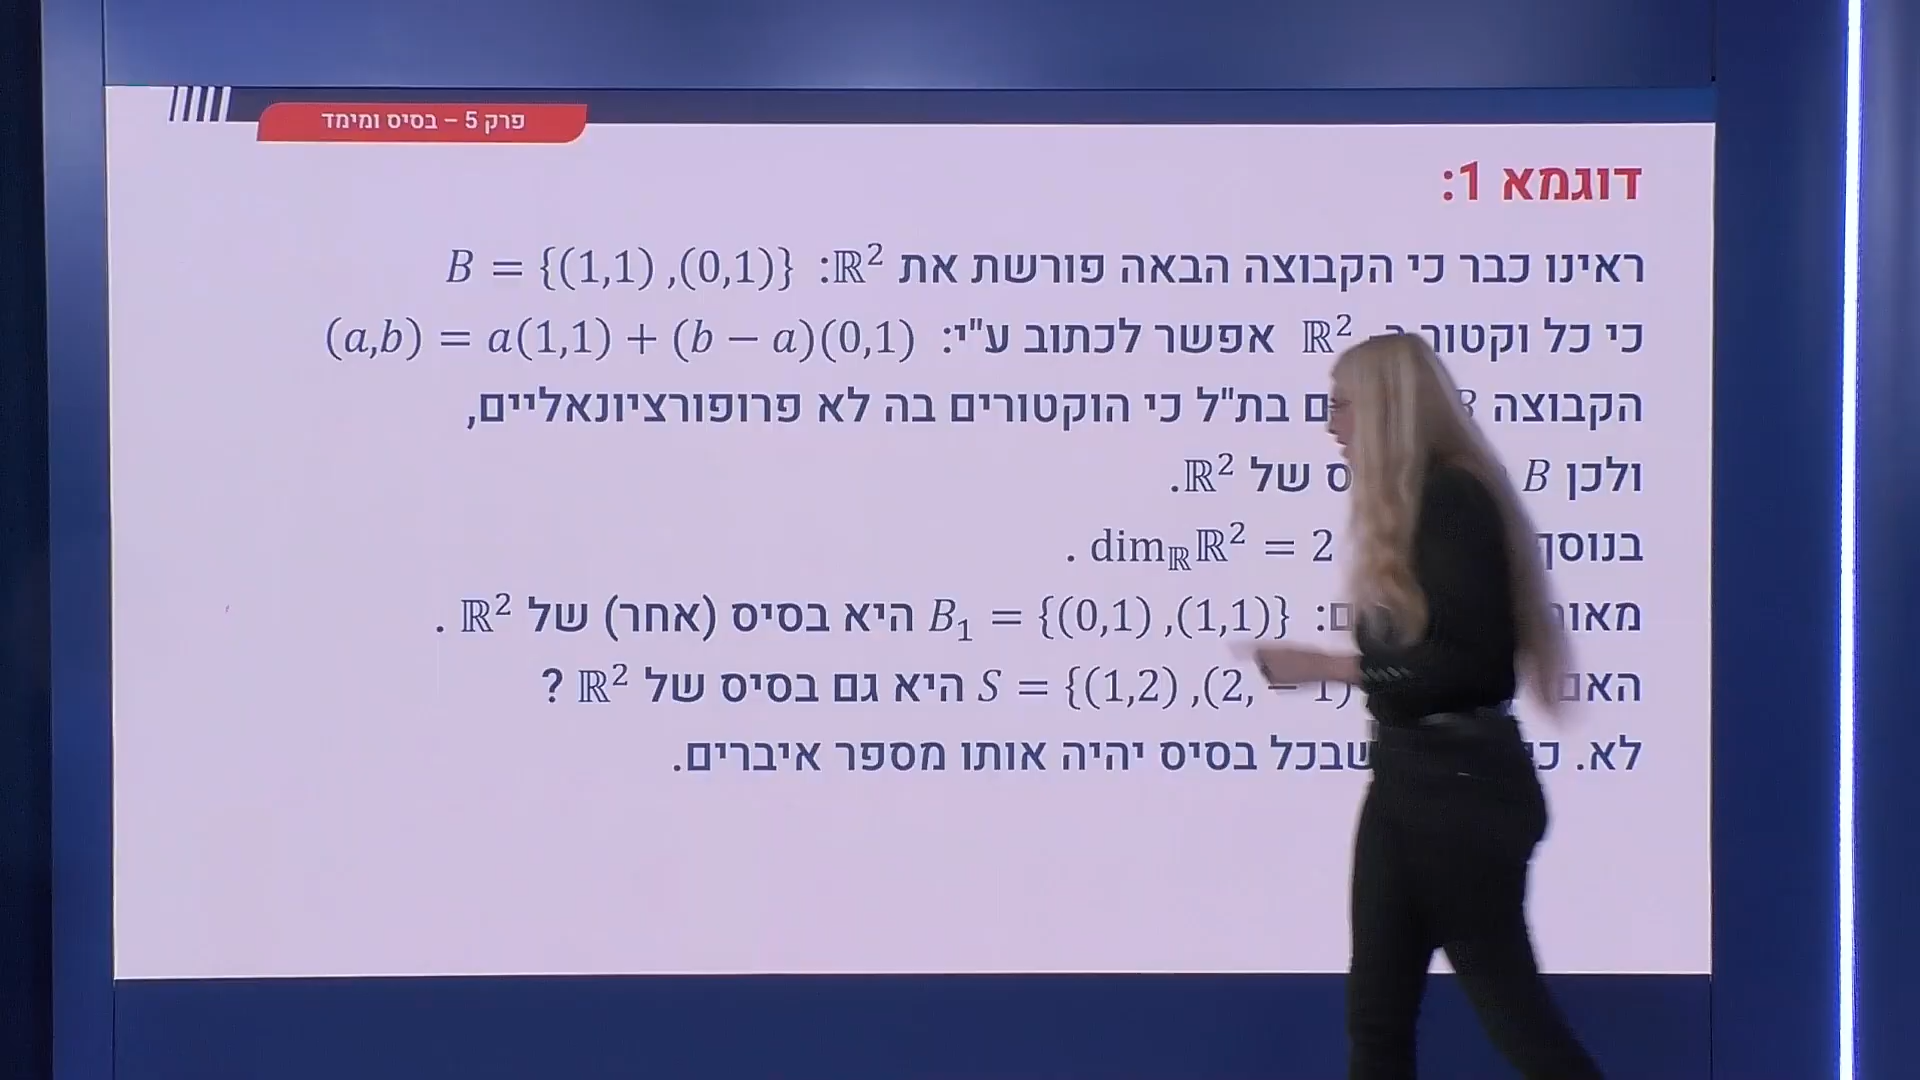 פרק 5 – בסיס ומימד
דוגמא 1:
ראינו כבר כי הקבוצה הבאה פורשת את ℝ²: B = {(1,1) ,(0,1)}
כי כל וקטור ℝ² אפשר לכתוב ע"י: (a,b) = a(1,1) + (b − a)(0,1)
הקבוצה B בת"ל כי הוקטורים בה לא פרופורציונאליים,
ולכן B של ℝ².
בנוסף dim_ℝ ℝ² = 2 .
B₁ = {(0,1) ,(1,1)} היא בסיס (אחר) של ℝ² .
האם S = {(1,2) ,(2, − 1) היא גם בסיס של ℝ² ?
לא. שבכל בסיס יהיה אותו מספר איברים.